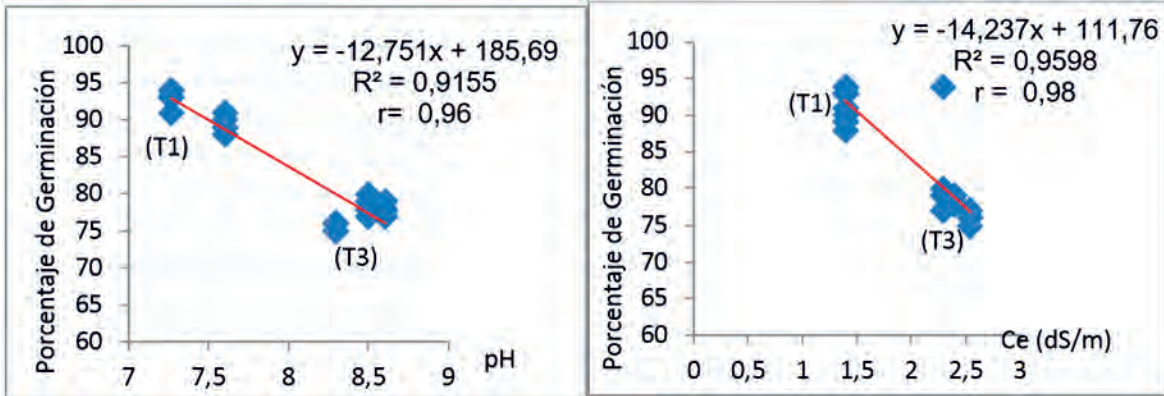 y = -12,751x + 185,69
R² = 0,9155
r= 0,96
Porcentaje de Germinación
100
95
90
85
80
75
70
65
60
(T1)
(T3)
7
7,5
8
8,5
9
pH
y = -14,237x + 111,76
R² = 0,9598
r = 0,98
Porcentaje de Germinación
100
95
90
85
80
75
70
65
60
(T1)
(T3)
Ce (dS/m)
0
0,5
1
1,5
2
2,5
3